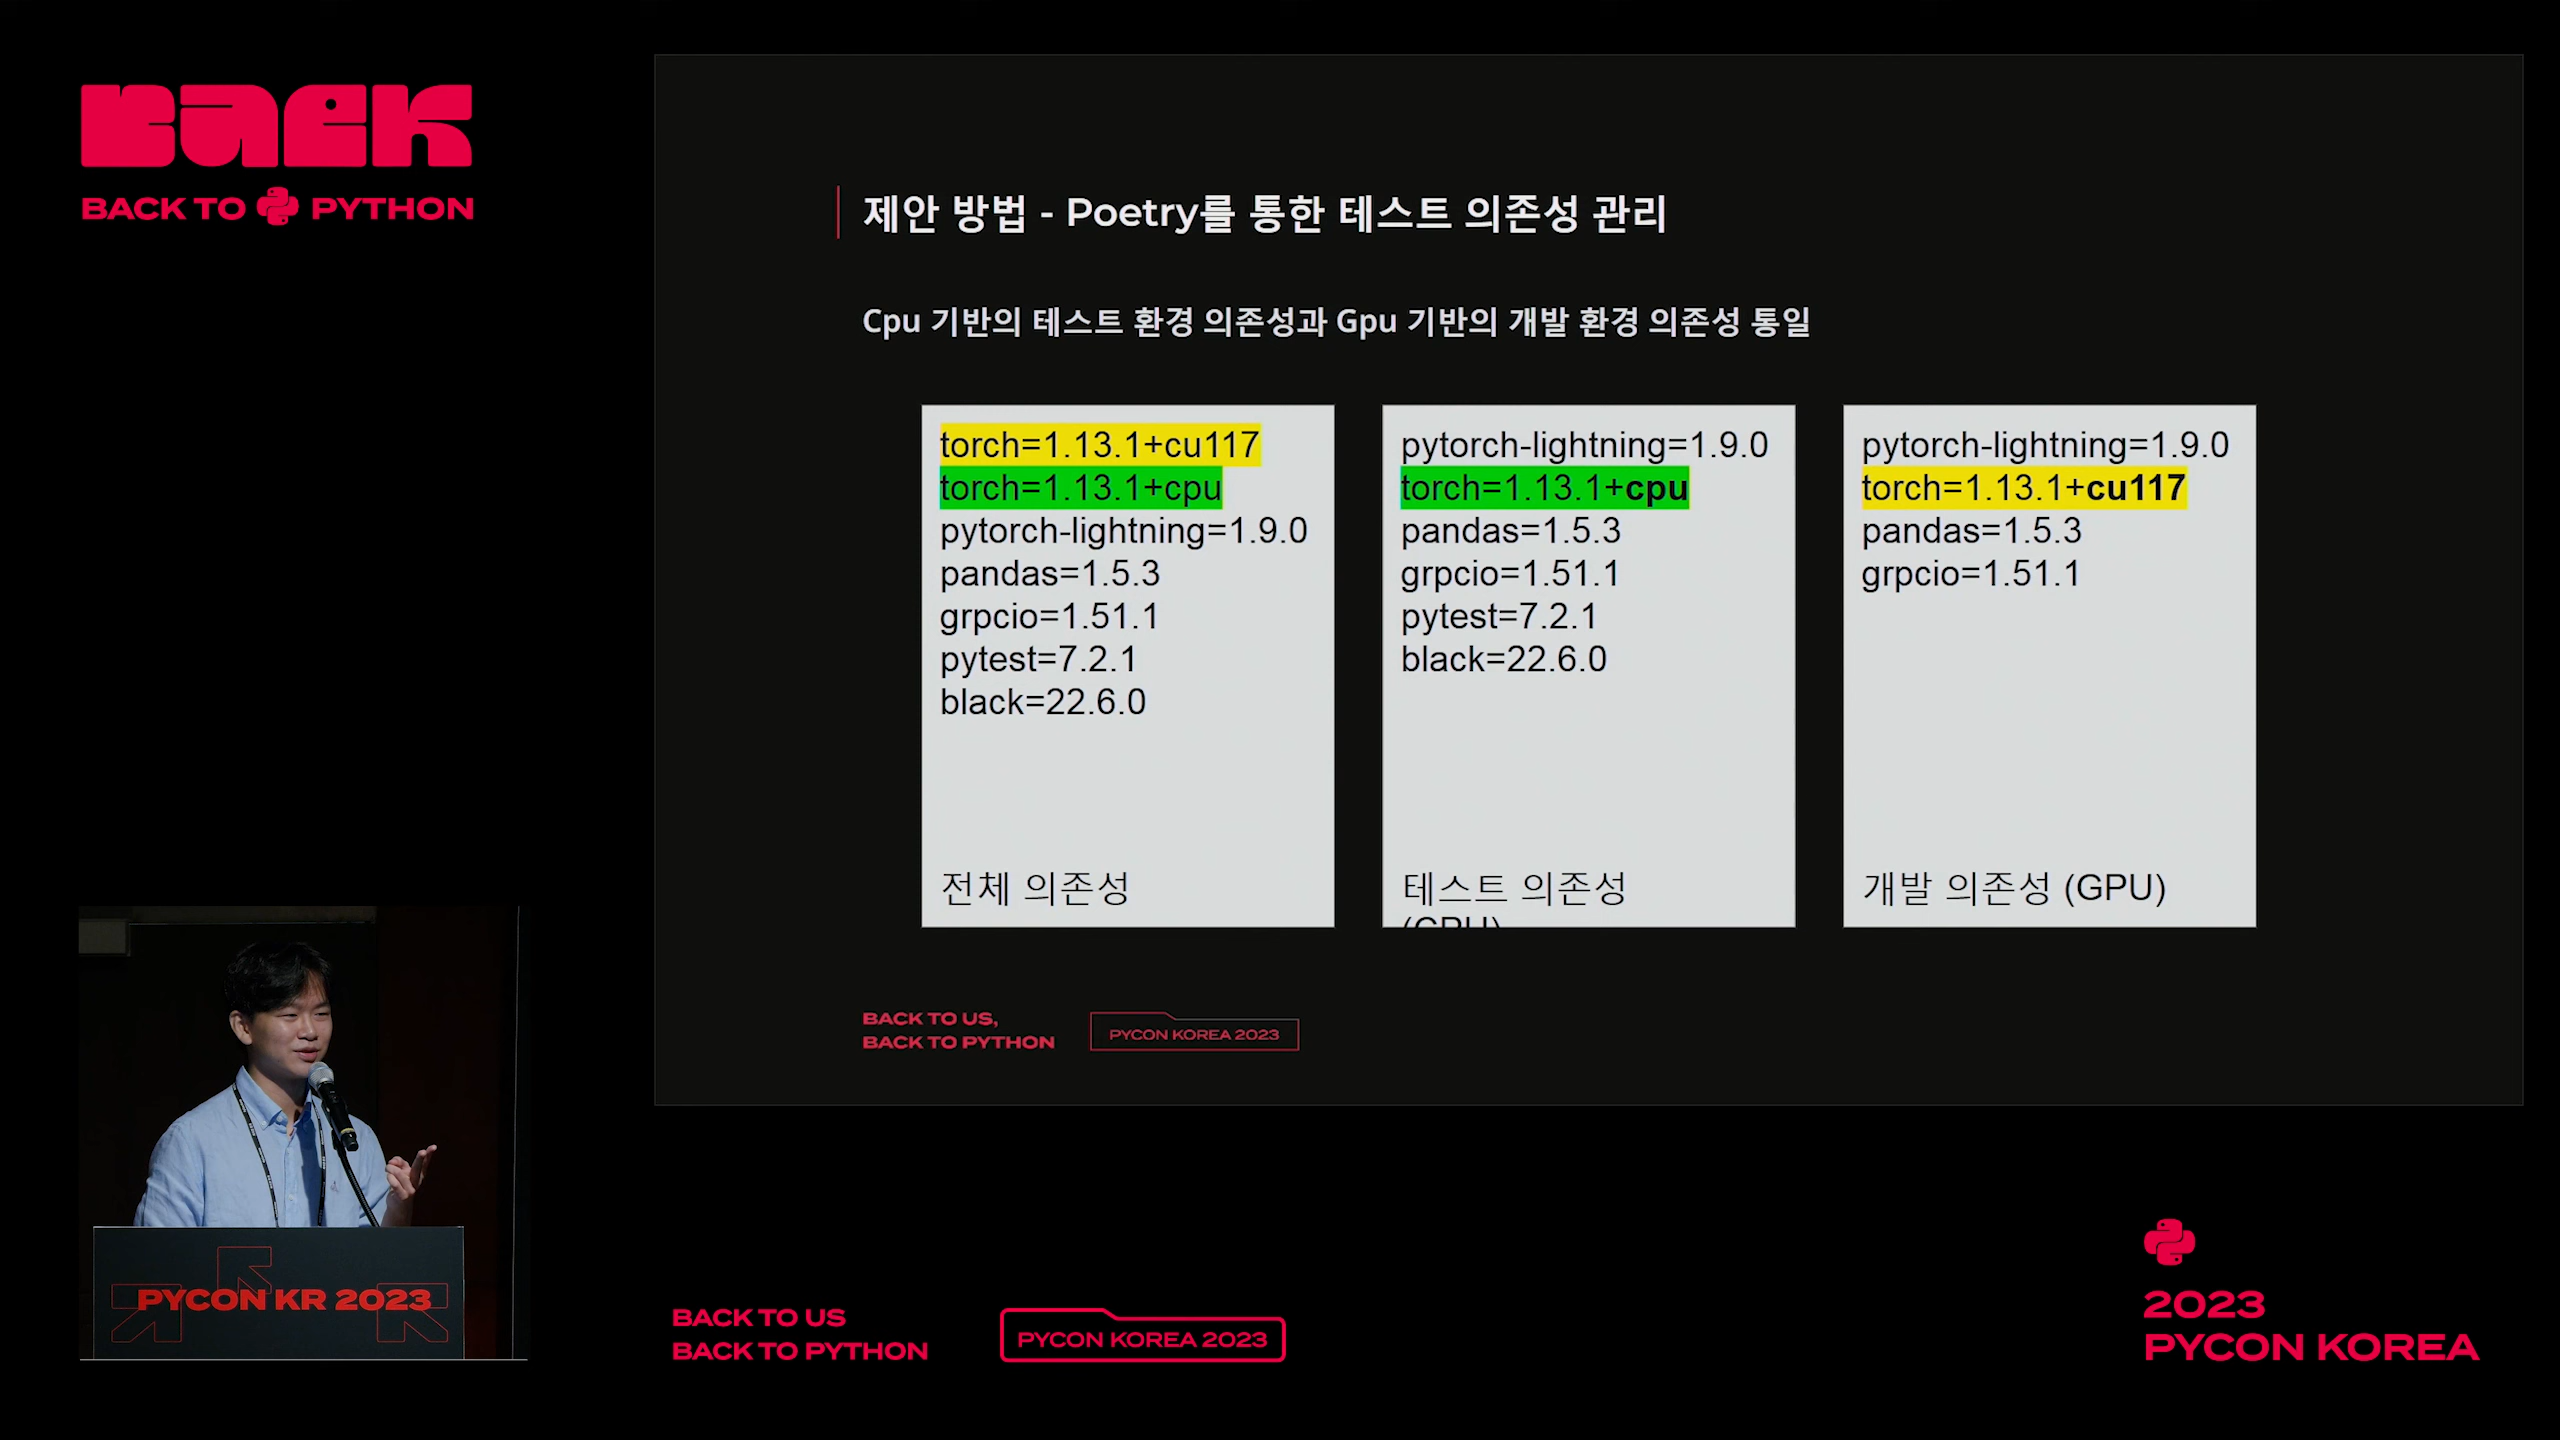 BACK
BACK TO PYTHON
제안 방법 - Poetry를 통한 테스트 의존성 관리
Cpu 기반의 테스트 환경 의존성과 Gpu 기반의 개발 환경 의존성 통일
torch=1.13.1+cu117
torch=1.13.1+cpu
pytorch-lightning=1.9.0
pandas=1.5.3
grpcio=1.51.1
pytest=7.2.1
black=22.6.0
전체 의존성
pytorch-lightning=1.9.0
torch=1.13.1+cpu
pandas=1.5.3
grpcio=1.51.1
pytest=7.2.1
black=22.6.0
테스트 의존성
pytorch-lightning=1.9.0
torch=1.13.1+cu117
pandas=1.5.3
grpcio=1.51.1
개발 의존성 (GPU)
BACK TO US,
BACK TO PYTHON
PYCON KOREA 2023
PYCON KR 2023
BACK TO US
BACK TO PYTHON
PYCON KOREA 2023
2023
PYCON KOREA